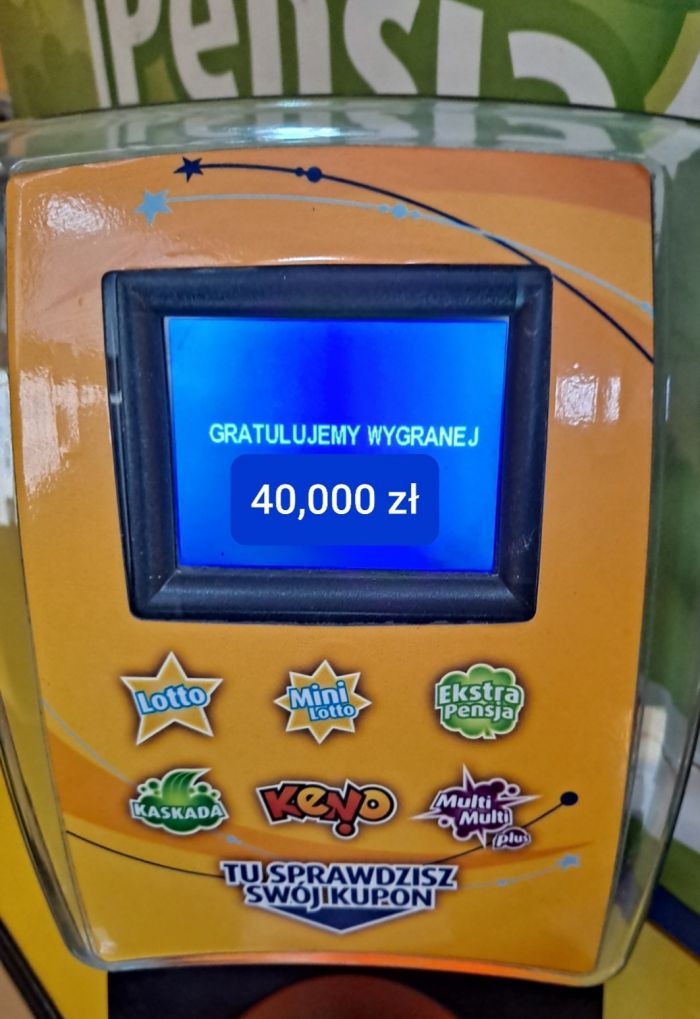 Pensja
GRATULUJEMY WYGRANEJ
40,000 zł
Lotto
Mini
Lotto
Ekstra
Pensja
KASKADA
KENO
Multi
Multi
plus
TU SPRAWDZISZ
SWÓJ KUPON